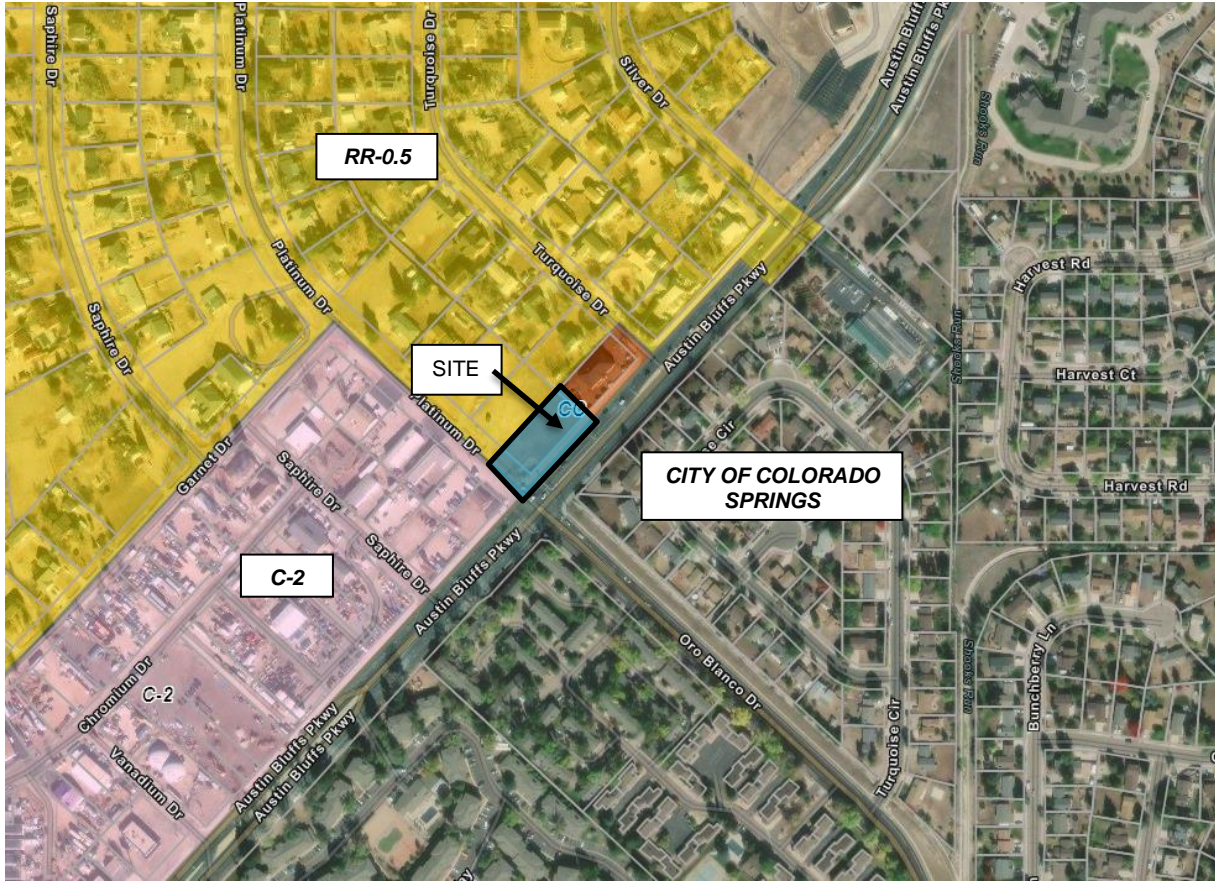 Saphire Dr
Platinum Dr
Turquoise Dr
Silver Dr
Austin Bluffs Pkwy
Shooks Run
RR-0.5
Harvest Rd
Platinum Dr
Turquoise Dr
Austin Bluffs Pkwy
Shooks Run
Saphire Dr
SITE
Harvest Ct
CC
Platinum Dr
Garnet Dr
Saphire Dr
CITY OF COLORADO
SPRINGS
Harvest Rd
Saphire Dr
C-2
Austin Bluffs Pkwy
Oro Blanco Dr
Bunchberry Ln
Shooks Run
Chromium Dr
C-2
Turquoise Cir
Vanadium Dr
Austin Bluffs Pkwy
Austin Bluffs Pkwy